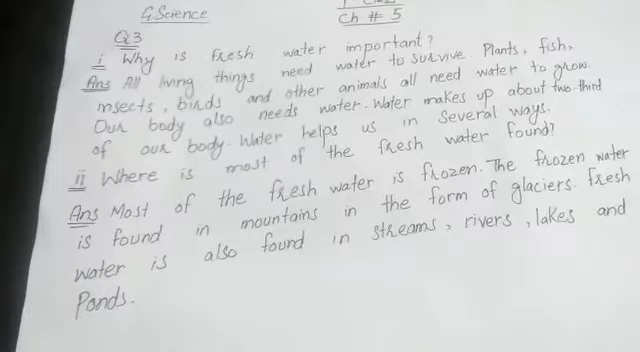 G Science
Ch # 5
Q3
i Why is fresh water important?
Ans All living things need water to survive Plants, fish,
insects, birds and other animals all need water to grow.
Our body also needs water. Water makes up about two-third
of our body. Water helps us in several ways.
ii Where is most of the fresh water found?
Ans Most of the fresh water is frozen. The frozen water
is found in mountains in the form of glaciers. Fresh
water is also found in streams, rivers, lakes and
Ponds.